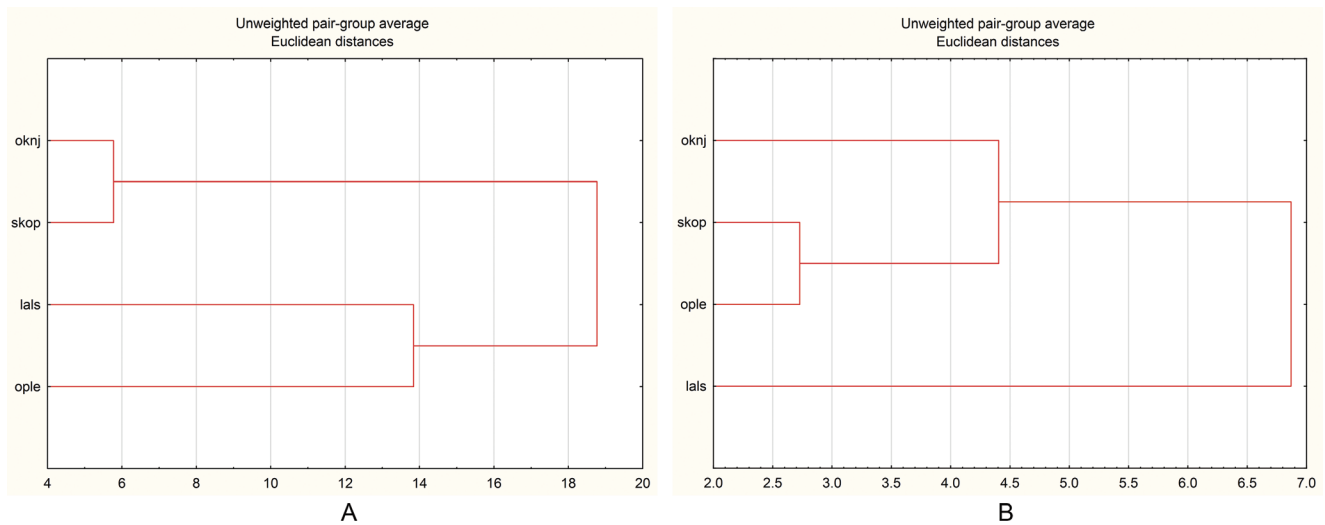 Unweighted pair-group average
Euclidean distances
oknj
skop
lals
ople
4 6 8 10 12 14 16 18 20
A
Unweighted pair-group average
Euclidean distances
oknj
skop
ople
lals
2.0 2.5 3.0 3.5 4.0 4.5 5.0 5.5 6.0 6.5 7.0
B